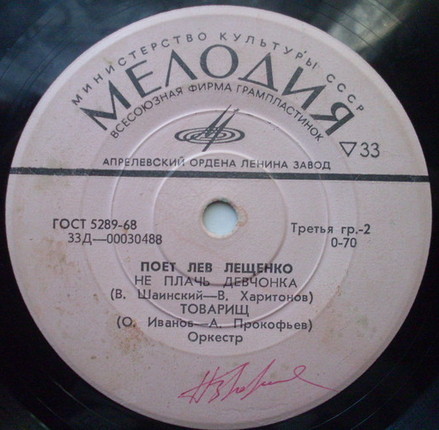 МИНИСТЕРСТВО КУЛЬТУРЫ СССР
МЕЛОДИЯ
ВСЕСОЮЗНАЯ ФИРМА ГРАМПЛАСТИНОК
▽33
АПРЕЛЕВСКИЙ ОРДЕНА ЛЕНИНА ЗАВОД
ГОСТ 5289-68
33Д—00030488
Третья гр.-2
0-70
ПОЕТ ЛЕВ ЛЕЩЕНКО
НЕ ПЛАЧЬ ДЕВЧОНКА
(В. Шаинский—В. Харитонов)
ТОВАРИЩ
(О. Иванов—А. Прокофьев)
Оркестр